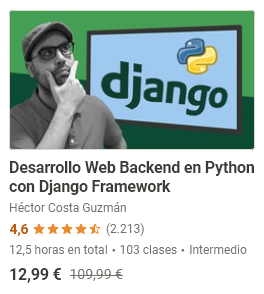 django
Desarrollo Web Backend en Python
con Django Framework
Héctor Costa Guzmán
4,6 (2.213)
12,5 horas en total • 103 clases • Intermedio
12,99 € 109,99 €